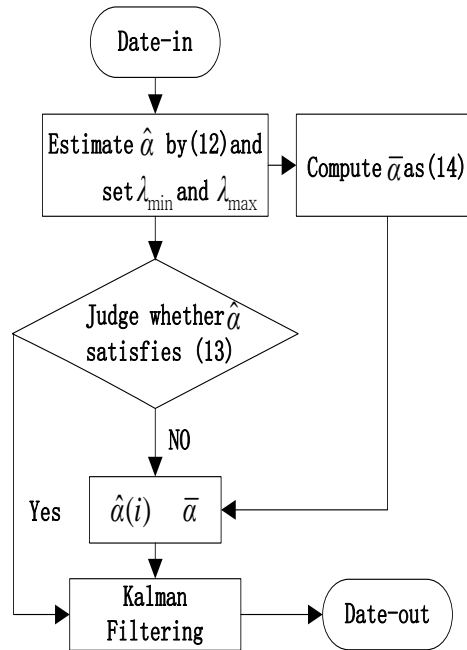 Date-in
Estimate α̂ by(12)and
set λmin and λmax
Compute ᾱ as(14)
Judge whether α̂
satisfies (13)
NO
Yes
α̂(i) ᾱ
Kalman
Filtering
Date-out